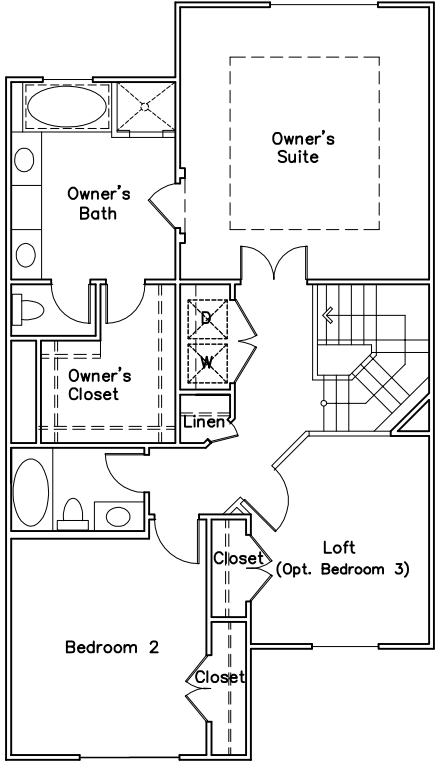 Owner's
Suite
Owner's
Bath
D
W
Owner's
Closet
Linen
Loft
(Opt. Bedroom 3)
Closet
Bedroom 2
Closet